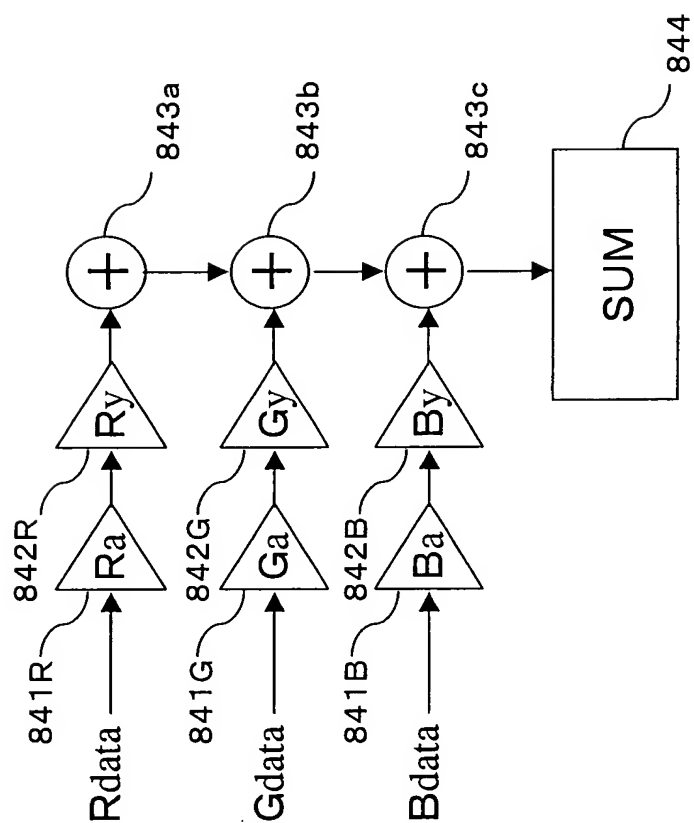 841R 842R 843a
Rdata Ra Ry +
841G 842G 843b
Gdata Ga Gy +
841B 842B 843c
Bdata Ba By +
SUM 844